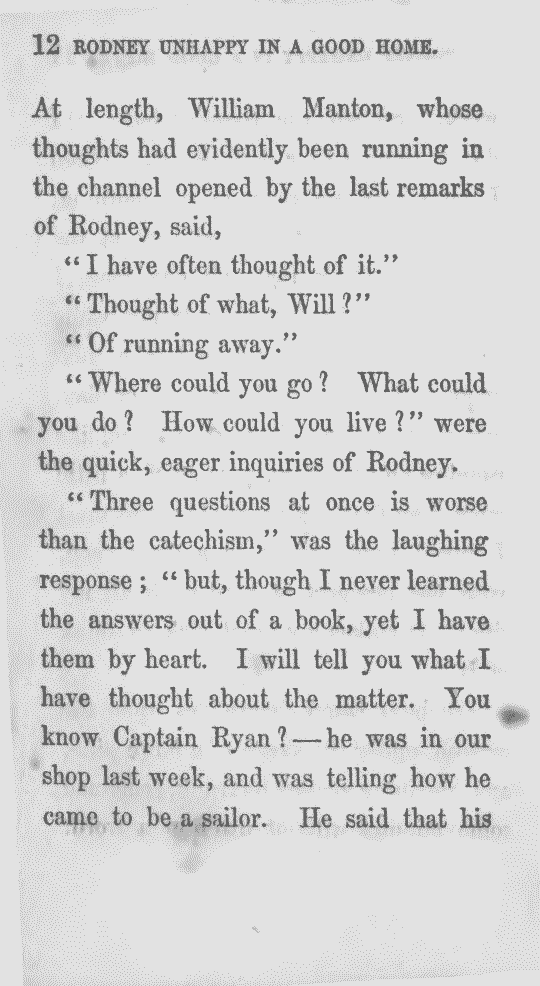 12 RODNEY UNHAPPY IN A GOOD HOME.
At length, William Manton, whose
thoughts had evidently been running in
the channel opened by the last remarks
of Rodney, said,
“ I have often thought of it.”
“ Thought of what, Will ?”
“ Of running away.”
“ Where could you go ? What could
you do ? How could you live ?” were
the quick, eager inquiries of Rodney.
“ Three questions at once is worse
than the catechism,” was the laughing
response ; “ but, though I never learned
the answers out of a book, yet I have
them by heart. I will tell you what I
have thought about the matter. You
know Captain Ryan ?—he was in our
shop last week, and was telling how he
came to be a sailor. He said that his